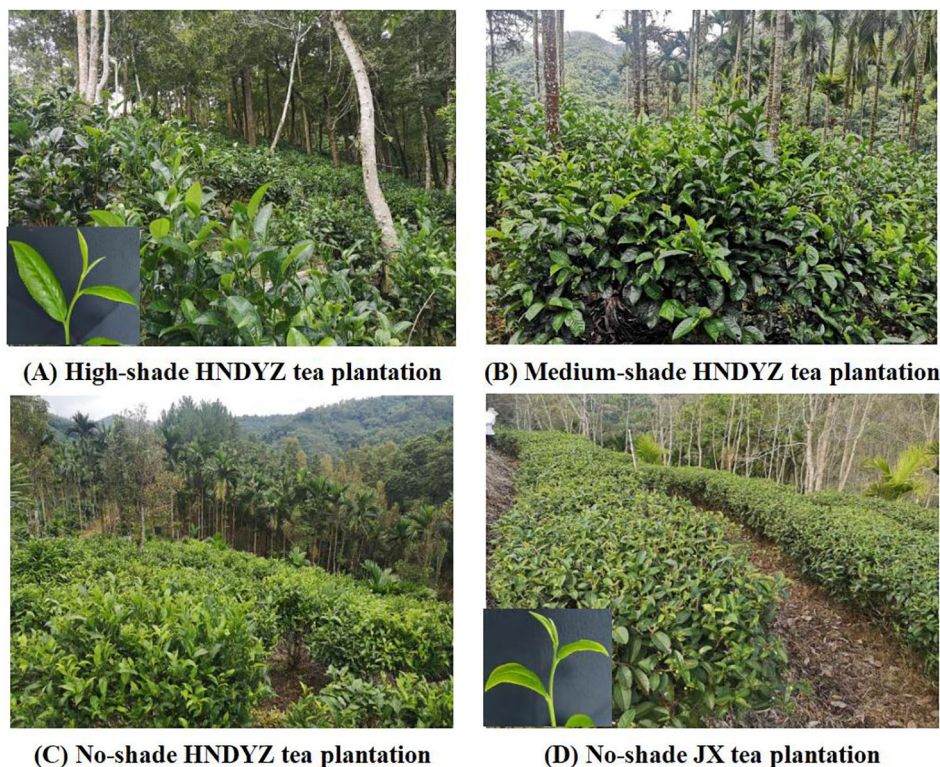 (A) High-shade HNDYZ tea plantation
(B) Medium-shade HNDYZ tea plantation
(C) No-shade HNDYZ tea plantation
(D) No-shade JX tea plantation